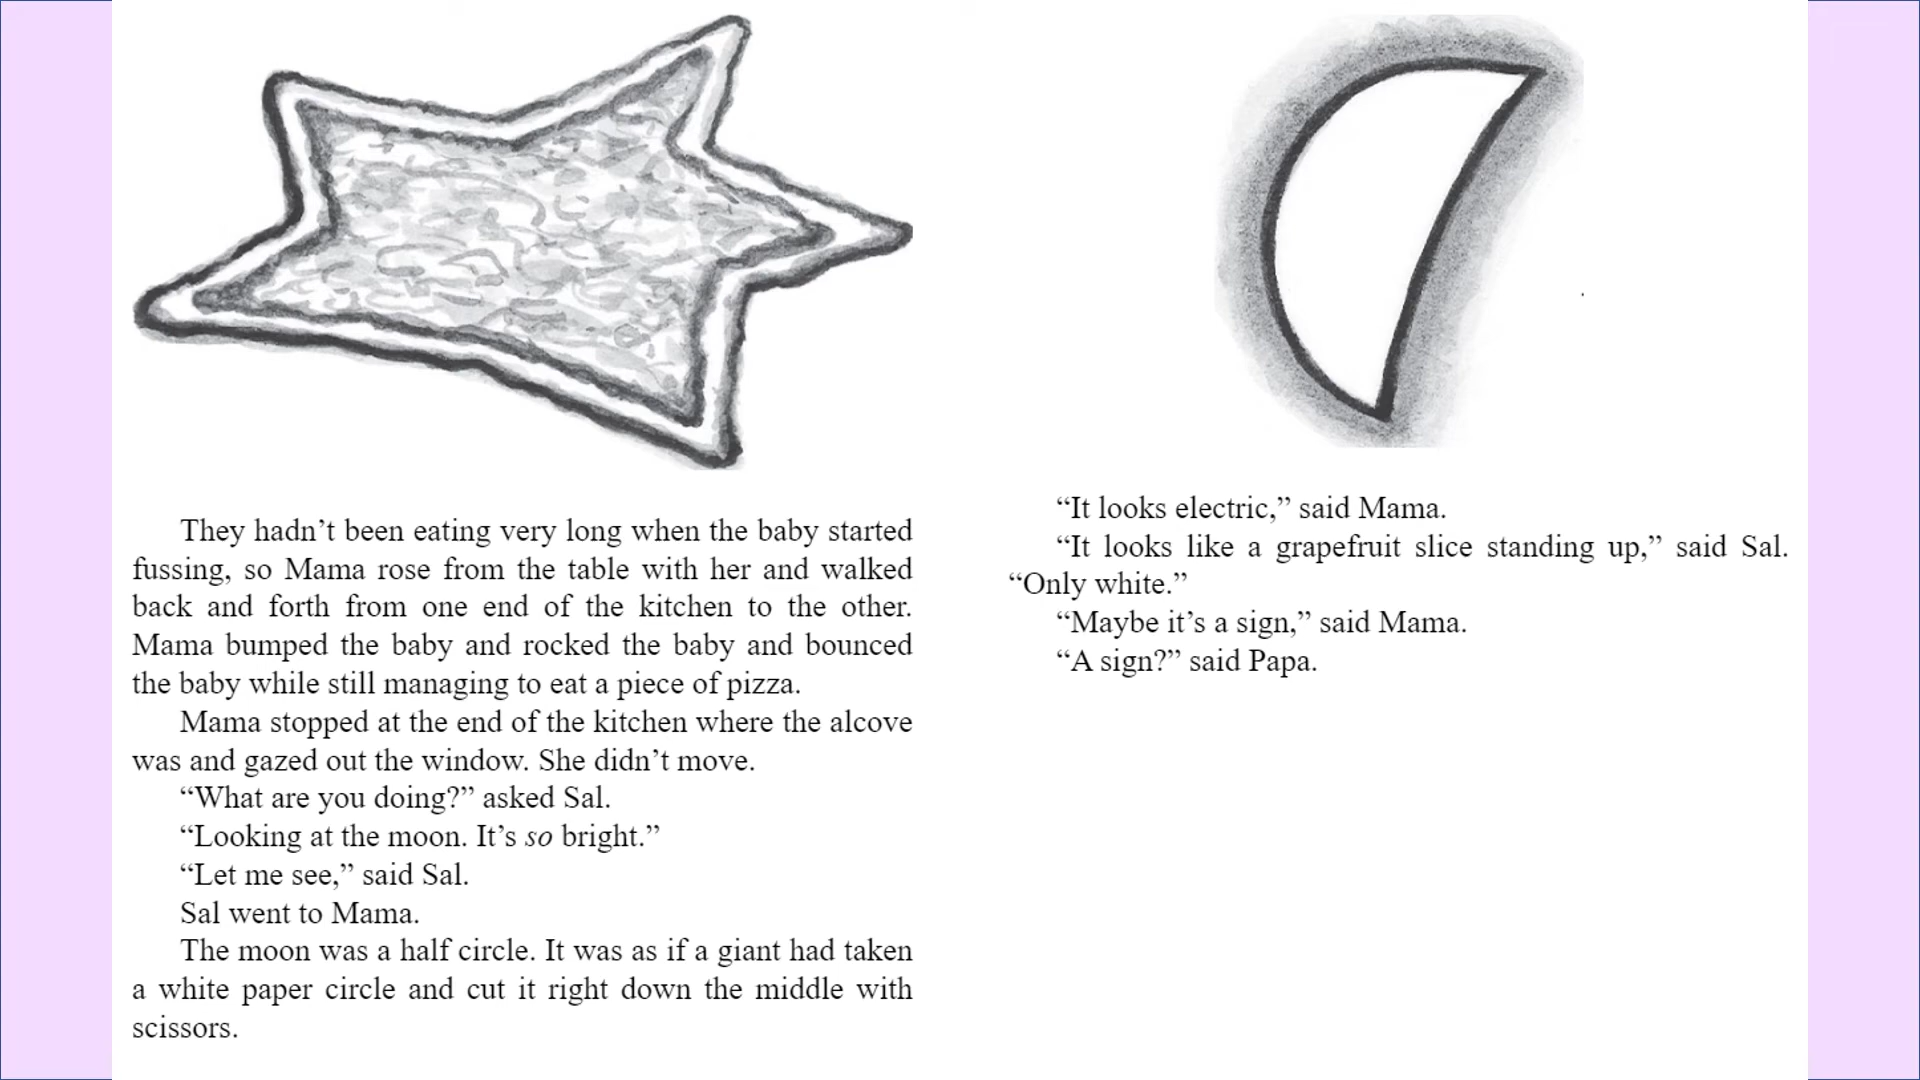 They hadn’t been eating very long when the baby started
fussing, so Mama rose from the table with her and walked
back and forth from one end of the kitchen to the other.
Mama bumped the baby and rocked the baby and bounced
the baby while still managing to eat a piece of pizza.
Mama stopped at the end of the kitchen where the alcove
was and gazed out the window. She didn’t move.
“What are you doing?” asked Sal.
“Looking at the moon. It’s so bright.”
“Let me see,” said Sal.
Sal went to Mama.
The moon was a half circle. It was as if a giant had taken
a white paper circle and cut it right down the middle with
scissors.
“It looks electric,” said Mama.
“It looks like a grapefruit slice standing up,” said Sal.
“Only white.”
“Maybe it’s a sign,” said Mama.
“A sign?” said Papa.